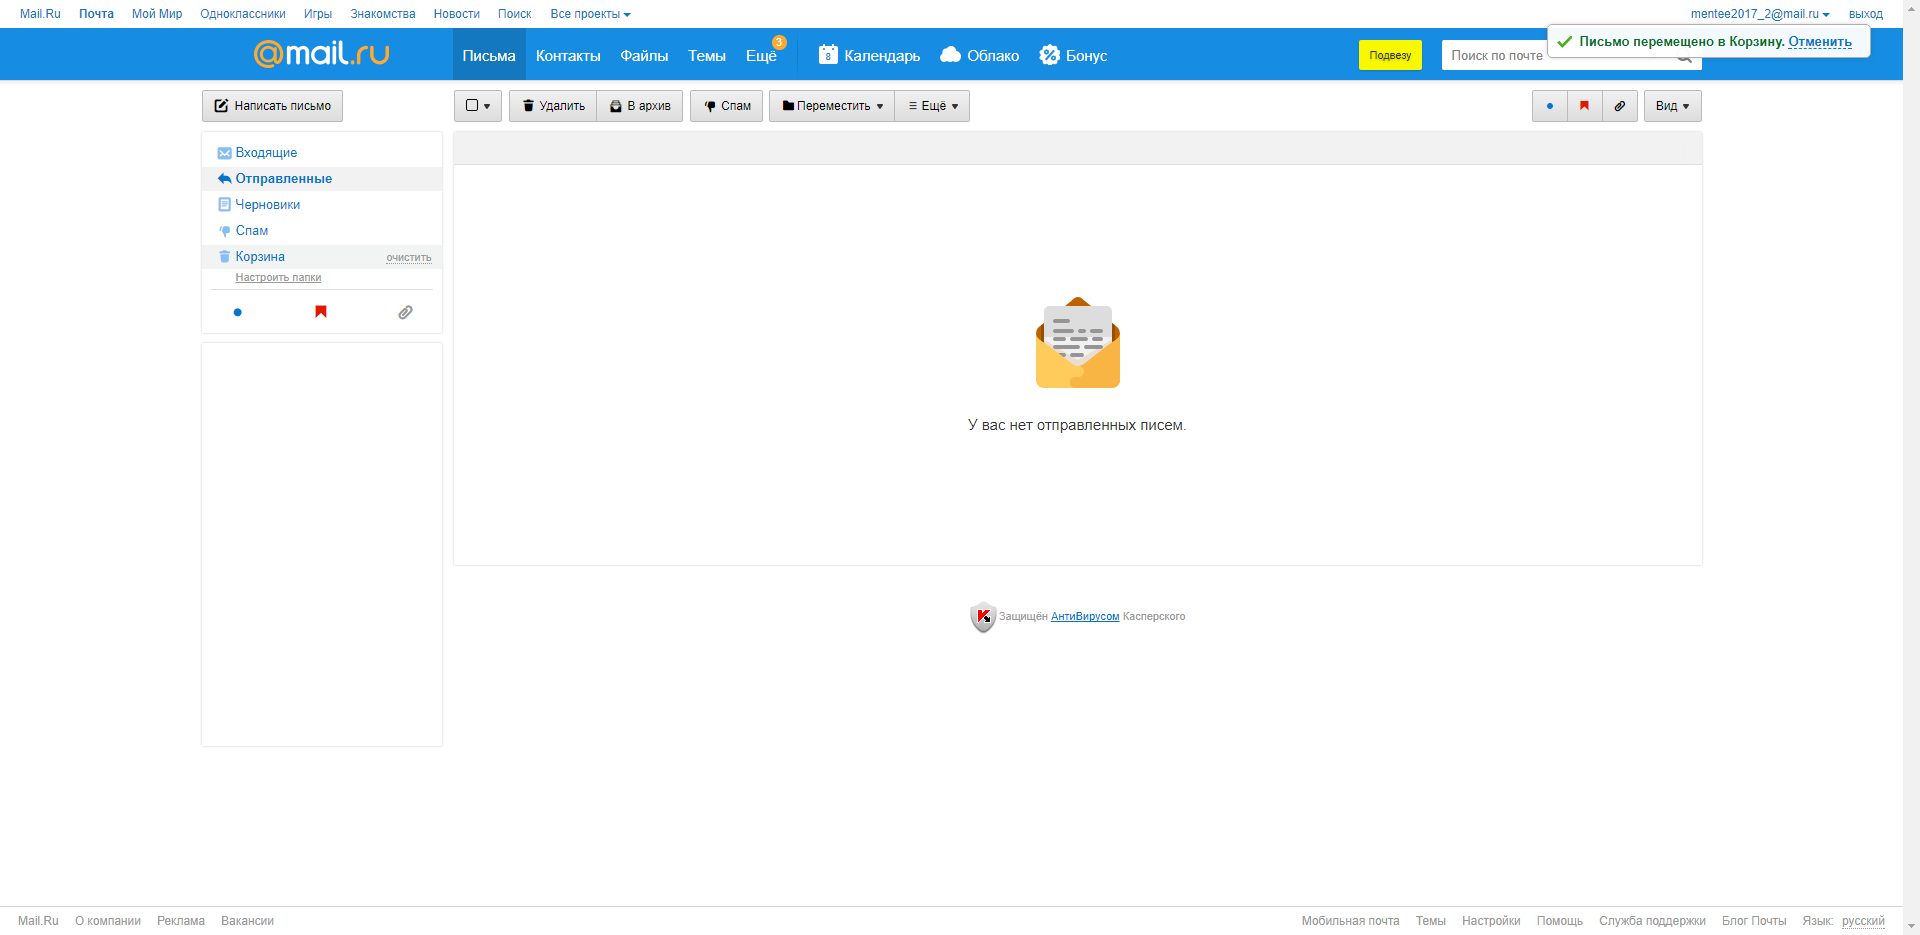 Mail.Ru Почта Мой Мир Одноклассники Игры Знакомства Новости Поиск Все проекты mentee2017_2@mail.ru выход
@mail.ru Письма Контакты Файлы Темы Ещё 3 8 Календарь Облако Бонус Подвезу Поиск по почте
Письмо перемещено в Корзину. Отменить
Написать письмо Удалить В архив Спам Переместить Ещё Вид
Входящие
Отправленные
Черновики
Спам
Корзина очистить
Настроить папки
У вас нет отправленных писем.
Защищён АнтиВирусом Касперского
Mail.Ru О компании Реклама Вакансии Мобильная почта Темы Настройки Помощь Служба поддержки Блог Почты Язык: русский